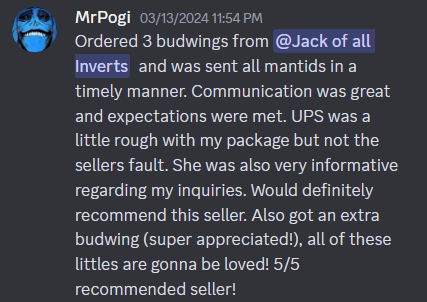 MrPogi 03/13/2024 11:54 PM
Ordered 3 budwings from @Jack of all
Inverts and was sent all mantids in a
timely manner. Communication was great
and expectations were met. UPS was a
little rough with my package but not the
sellers fault. She was also very informative
regarding my inquiries. Would definitely
recommend this seller. Also got an extra
budwing (super appreciated!), all of these
littles are gonna be loved! 5/5
recommended seller!